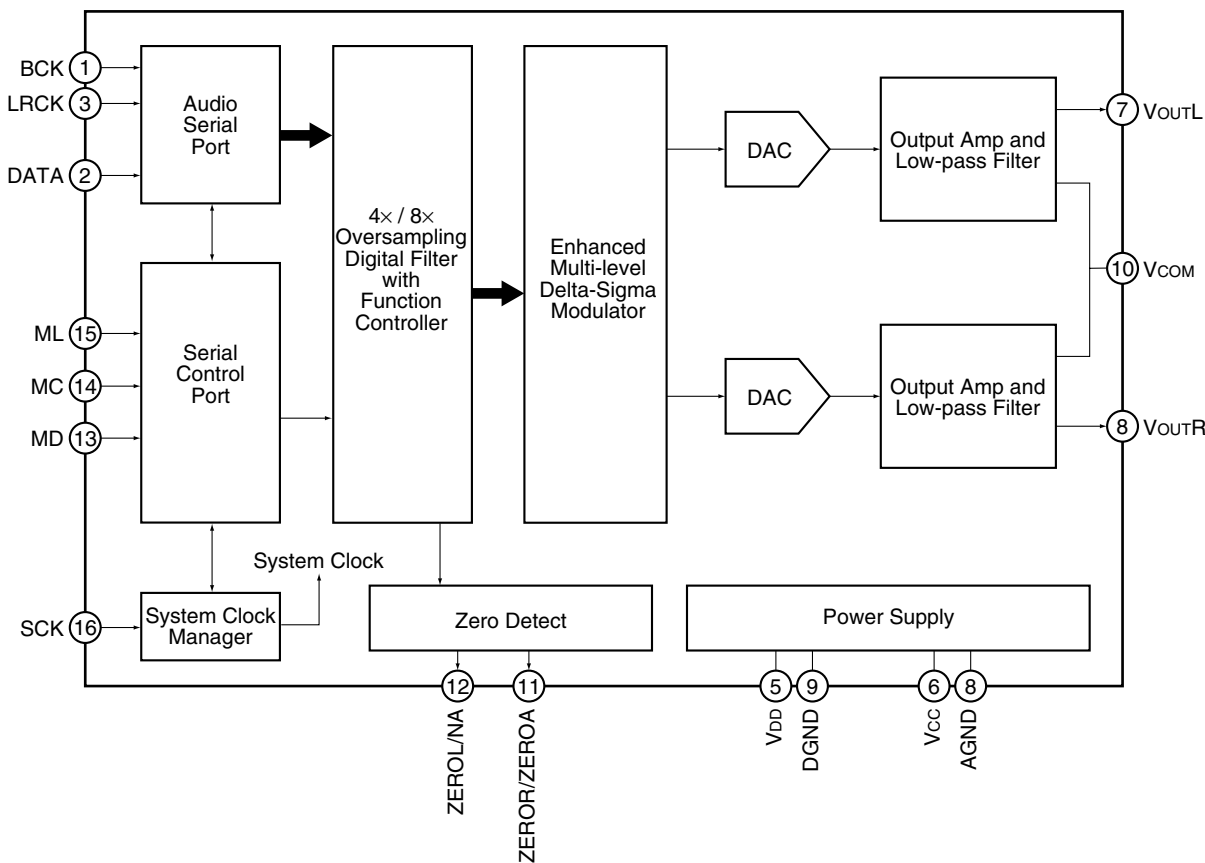 BCK 1
LRCK 3
DATA 2
Audio
Serial
Port
ML 15
MC 14
MD 13
Serial
Control
Port
SCK 16
System Clock
Manager
System Clock
4× / 8×
Oversampling
Digital Filter
with
Function
Controller
Enhanced
Multi-level
Delta-Sigma
Modulator
DAC
Output Amp and
Low-pass Filter
7 VOUTL
10 VCOM
DAC
Output Amp and
Low-pass Filter
8 VOUTR
Zero Detect
12 ZEROL/NA
11 ZEROR/ZEROA
Power Supply
5 VDD
9 DGND
6 VCC
8 AGND